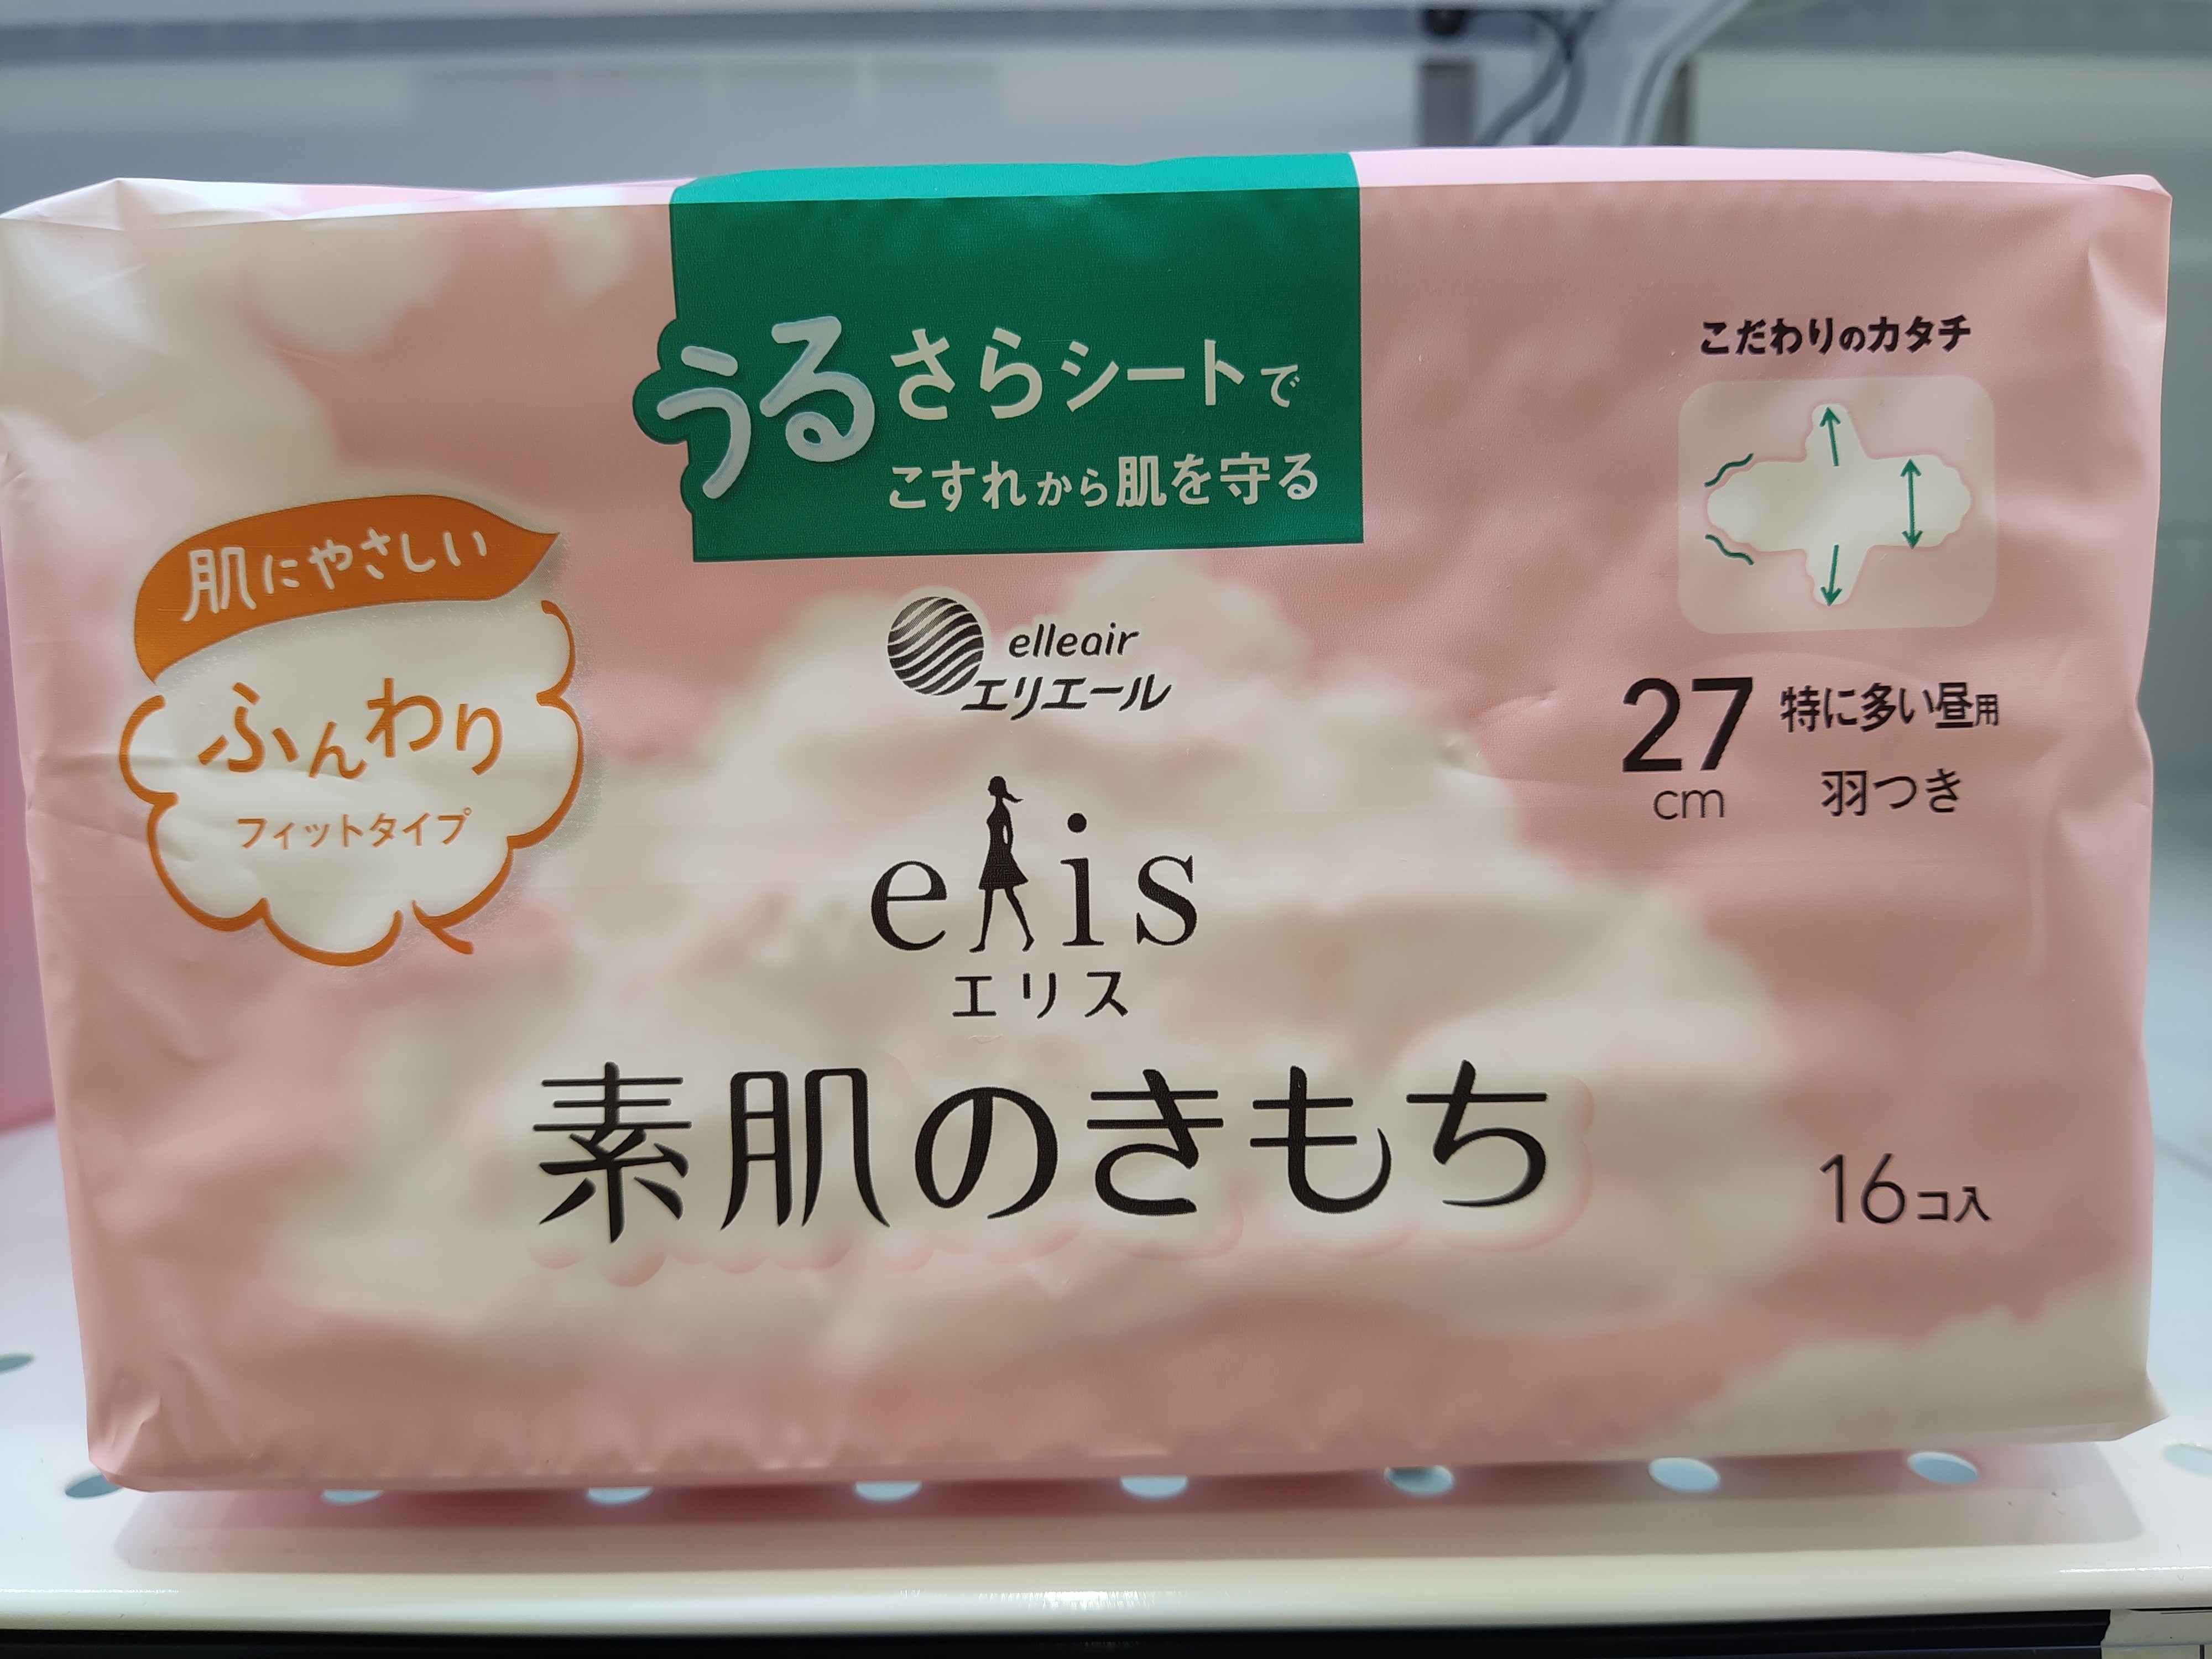 うるさらシートで
こすれから肌を守る
こだわりのカタチ
肌にやさしい
ふんわり
フィットタイプ
elleair
エリエール
27cm
特に多い昼用
羽つき
elis
エリス
素肌のきもち
16コ入